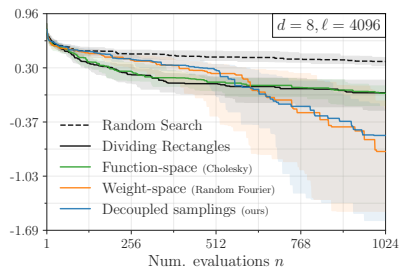 0.96
d = 8, ℓ = 4096
0.30
-0.37
-1.03
-1.69
Random Search
Dividing Rectangles
Function-space (Cholesky)
Weight-space (Random Fourier)
Decoupled samplings (ours)
1 256 512 768 1024
Num. evaluations n